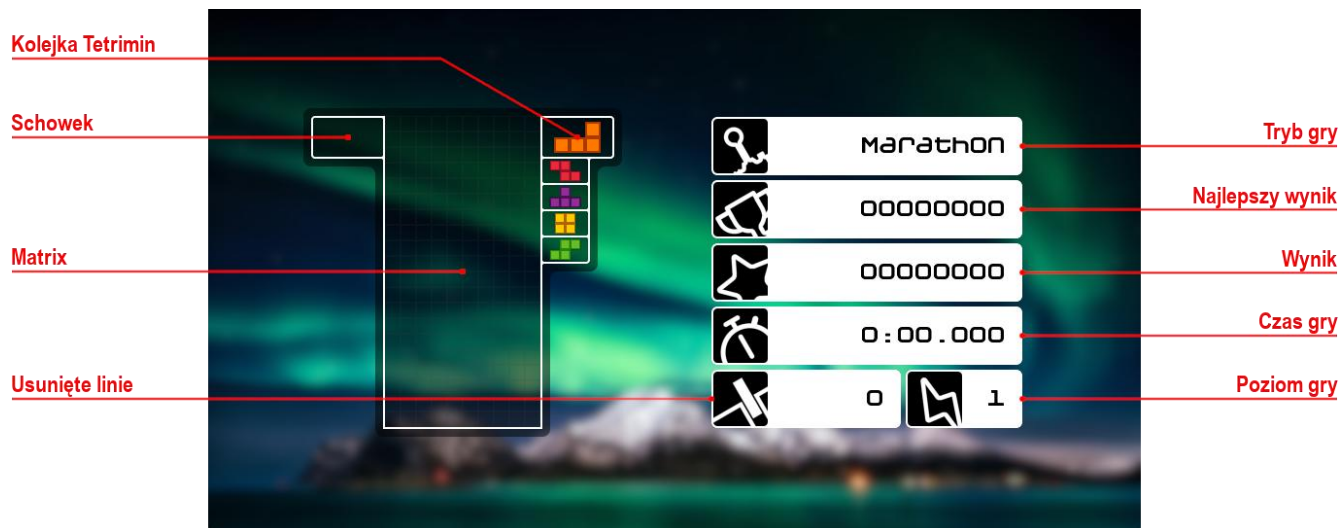 Kolejka Tetrimin
Schowek
Matrix
Usunięte linie
Marathon
00000000
00000000
0:00.000
0
1
Tryb gry
Najlepszy wynik
Wynik
Czas gry
Poziom gry